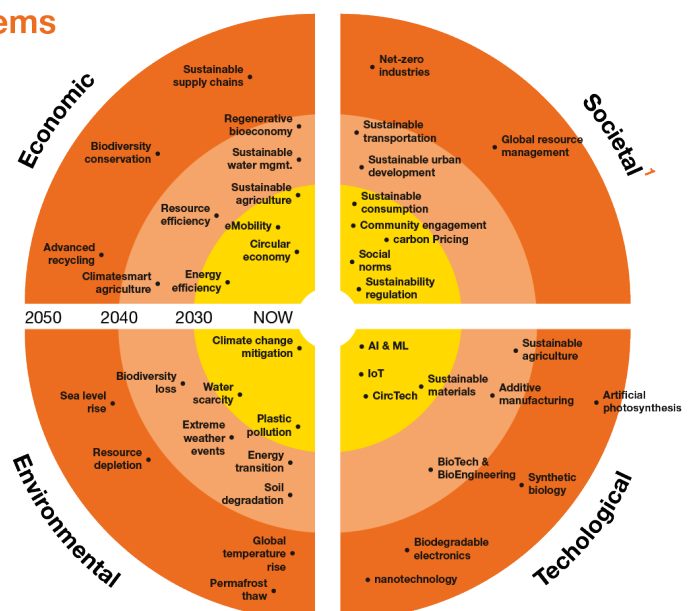 ems
Economic
Sustainable
supply chains
Regenerative
bioeconomy
Biodiversity
conservation
Sustainable
water mgmt.
Sustainable
agriculture
Resource
efficiency
eMobility
Circular
economy
Advanced
recycling
Climatesmart
agriculture
Energy
efficiency
Societal
1
Net-zero
industries
Sustainable
transportation
Global resource
management
Sustainable urban
development
Sustainable
consumption
Community engagement
carbon Pricing
Social
norms
Sustainability
regulation
2050 2040 2030 NOW
Climate change
mitigation
Biodiversity
loss
Water
scarcity
Sea level
rise
Plastic
pollution
Extreme
weather
events
Resource
depletion
Energy
transition
Soil
degradation
Global
temperature
rise
Permafrost
thaw
Environmental
AI & ML
Sustainable
agriculture
IoT
CircTech
Sustainable
materials
Additive
manufacturing
Artificial
photosynthesis
BioTech &
BioEngineering
Synthetic
biology
Biodegradable
electronics
nanotechnology
Techological